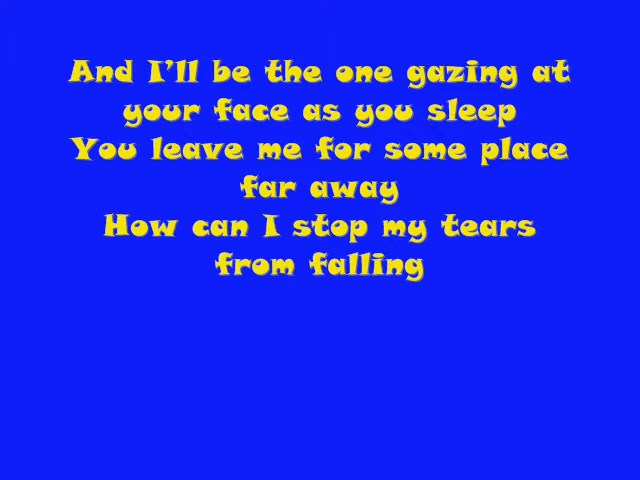 And I'll be the one gazing at
your face as you sleep
You leave me for some place
far away
How can I stop my tears
from falling